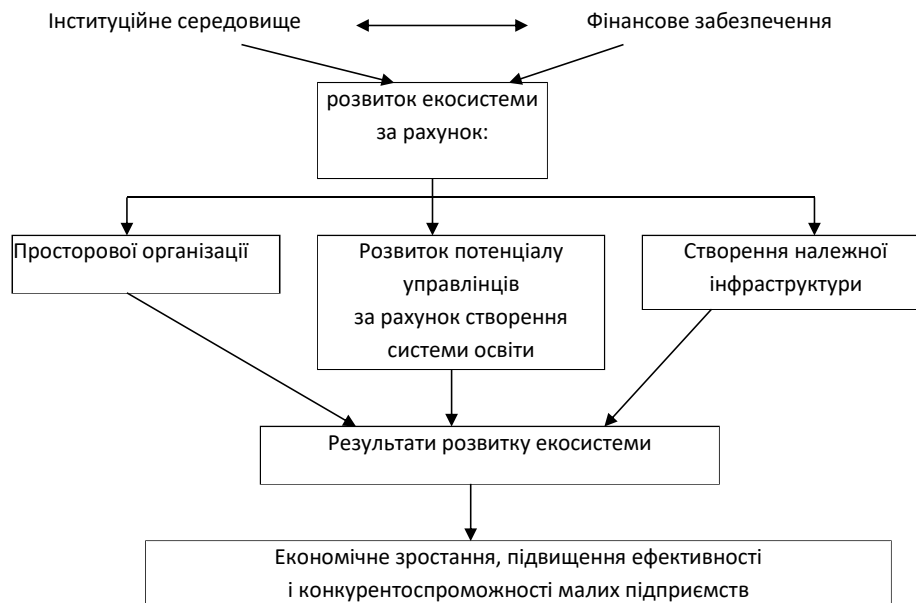 Інституційне середовище
Фінансове забезпечення
розвиток екосистеми
за рахунок:
Просторової організації
Розвиток потенціалу
управлінців
за рахунок створення
системи освіти
Створення належної
інфраструктури
Результати розвитку екосистеми
Економічне зростання, підвищення ефективності
і конкурентоспроможності малих підприємств